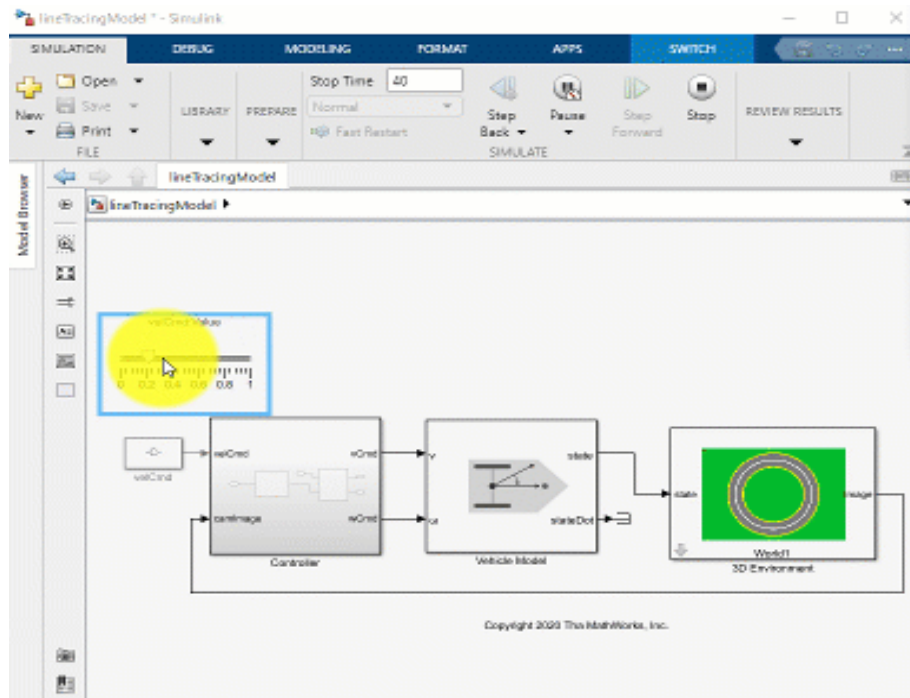 lineTracingModel * - Simulink
SIMULATION DEBUG MODELING FORMAT APPS SWITCH
New
Open
Save
Print
FILE
LIBRARY
PREPARE
Stop Time 40
Normal
Fast Restart
Step Back
Pause
Step Forward
Stop
SIMULATE
REVIEW RESULTS
Model Browser
lineTracingModel
lineTracingModel
velCmd Value
0 0.2 0.4 0.6 0.8 1
velCmd
velCmd
camImage
vCmd
wCmd
Controller
v
ω
state
stateDot
Vehicle Model
state
Image
World1
3D Environment
Copyright 2020 The MathWorks, Inc.